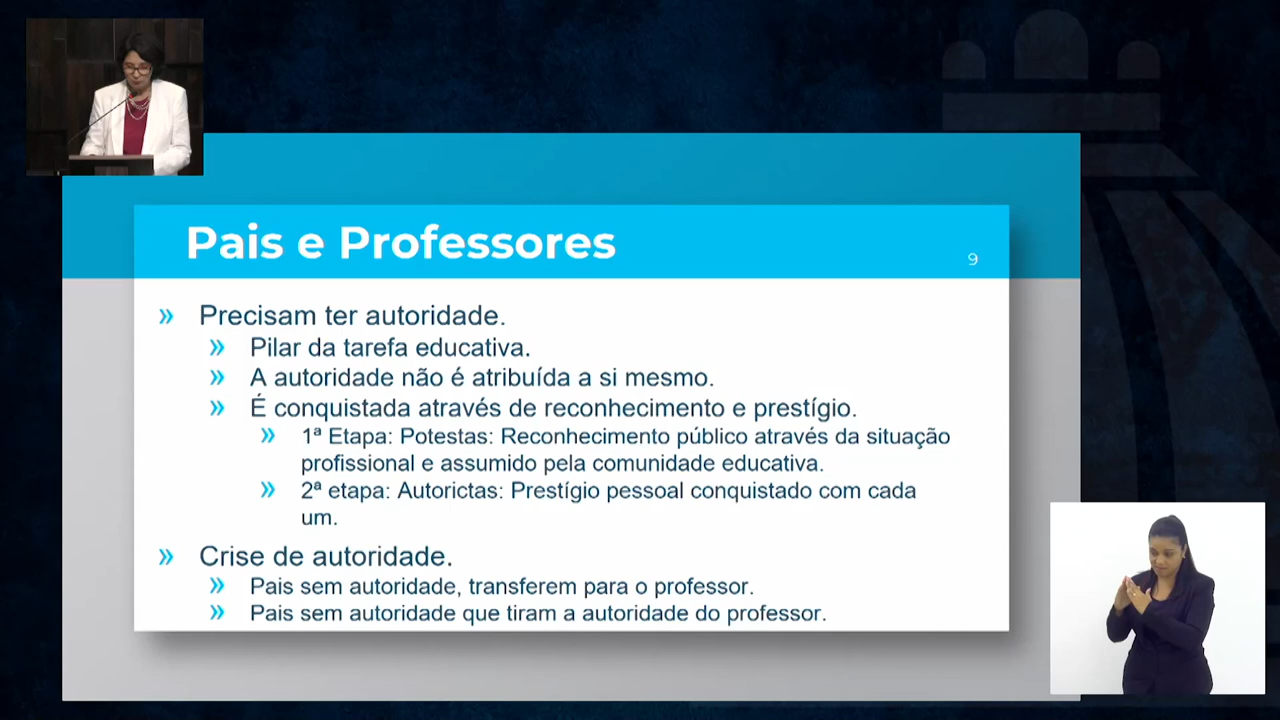 Pais e Professores
9
» Precisam ter autoridade.
» Pilar da tarefa educativa.
» A autoridade não é atribuída a si mesmo.
» É conquistada através de reconhecimento e prestígio.
» 1ª Etapa: Potestas: Reconhecimento público através da situação
profissional e assumido pela comunidade educativa.
» 2ª etapa: Autorictas: Prestígio pessoal conquistado com cada
um.
» Crise de autoridade.
» Pais sem autoridade, transferem para o professor.
» Pais sem autoridade que tiram a autoridade do professor.